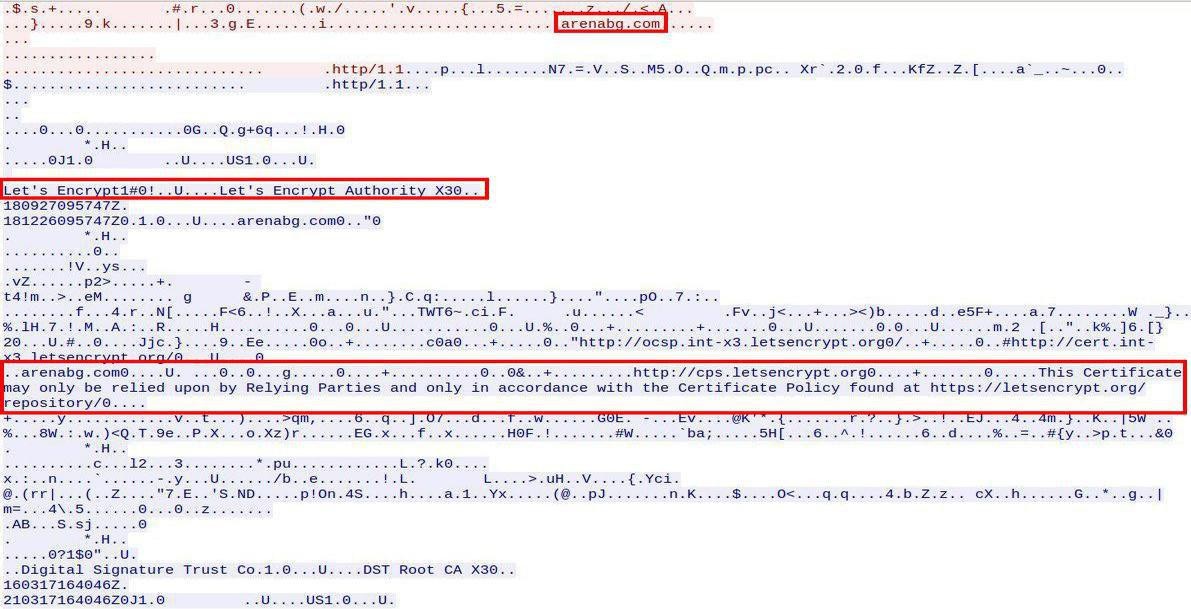 .$.s.+..... .#.r...0.......(.w./.....'.v.....{...5.=.......z.../.<.A...
...}.....9.k.......|...3.g.E.......i............................arenabg.com.....
...
.................
............................. .http/1.1....p...l.......N7.=.V..S..M5.O..Q.m.p.pc.. Xr`.2.0.f...KfZ..Z.[....a`_..~...0..
$.......................... .http/1.1...
...
..
....0...0...........0G..Q.g+6q...!.H.0
. *.H..
.....0J1.0 ..U....US1.0...U.
Let's Encrypt1#0!..U....Let's Encrypt Authority X30..
180927095747Z.
181226095747Z0.1.0...U....arenabg.com0.."0
. *.H..
..........0..
.......!V..ys...
.vZ......p2>.....+. -
t4!m..>..eM........ g &.P..E..m....n..}.C.q:.....l.......}...."....pO..7.:..
........f...4.r..N[.....F<6..!..X...a...u."...TWT6~.ci.F. .u......< .Fv..j<...+...><)b.....d..e5F+....a.7........W ._}..
%.lH.7.!.M..A.:..R.....H...........0...0...U...........0...U.%..0...+.........+.......0...U.......0.0...U......m.2 .[.."..k%.]6.[}
20...U.#..0.....Jjc.}....9..Ee.....0o..+........c0a0...+.....0.."http://ocsp.int-x3.letsencrypt.org0/..+.....0..#http://cert.int-
x3.letsencrypt.org/0...U....0
..arenabg.com0....U. ...0..0...g.....0....+...........0..0&..+.........http://cps.letsencrypt.org0....+.......0.....This Certificate
may only be relied upon by Relying Parties and only in accordance with the Certificate Policy found at https://letsencrypt.org/
repository/0....
+.....y.............v..t...)....>qm,....6..q..].O7...d....f..w......G0E. -...Ev....@K'*.{.......r.?..}.>..!..EJ...4..4m.}..K..|5W ..
%...8W.:.w.)<Q.T.9e..P.X...o.Xz)r......EG.x...f..x......H0F.!.......#W.....`ba;.....5H[...6..^.!......6..d....%..=..#{y..>p.t...&0
. *.H..
..........c...l2...3........*.pu............L.?.k0....
x.:..n....`......-.y...U....../b..e.......!.L. L....>.uH..V....{.Yci.
@.(rr|...(..Z...."7.E..'S.ND.....p!On.4S....h....a.1..Yx.....(@..pJ.......n.K....$....O<...q.q....4.b.Z.z.. cX..h......G..*..g..|
m=...4\.5......0...0..z.......
.AB...S.sj.....0
. *.H..
.....0?1$0"..U.
..Digital Signature Trust Co.1.0...U....DST Root CA X30..
160317164046Z.
210317164046Z0J1.0 ..U....US1.0...U.